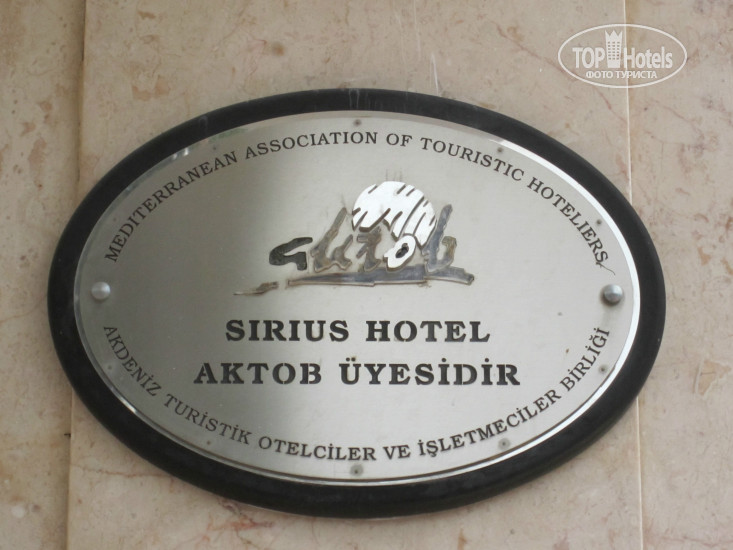 TOP Hotels
ФОТО ТУРИСТА
MEDITERRANEAN ASSOCIATION OF TOURISTIC HOTELIERS
aktob
SIRIUS HOTEL
AKTOB ÜYESİDİR
AKDENİZ TURİSTİK OTELCİLER VE İŞLETMECİLER BİRLİĞİ